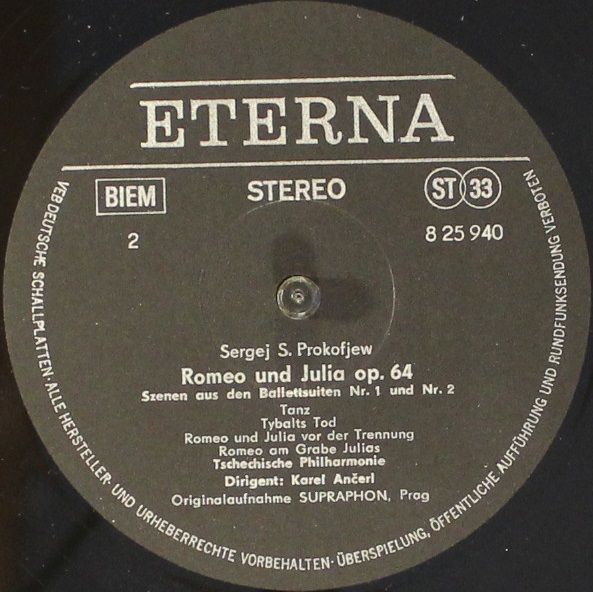 ETERNA
BIEM
STEREO
ST 33
2
8 25 940
Sergej S. Prokofjew
Romeo und Julia op. 64
Szenen aus den Ballettsuiten Nr. 1 und Nr. 2
Tanz
Tybalts Tod
Romeo und Julia vor der Trennung
Romeo am Grabe Julias
Tschechische Philharmonie
Dirigent: Karel Ančerl
Originalaufnahme SUPRAPHON, Prag
VEB DEUTSCHE SCHALLPLATTEN · ALLE HERSTELLER- UND URHEBERRECHTE VORBEHALTEN · ÜBERSPIELUNG, ÖFFENTLICHE AUFFÜHRUNG UND RUNDFUNKSENDUNG VERBOTEN